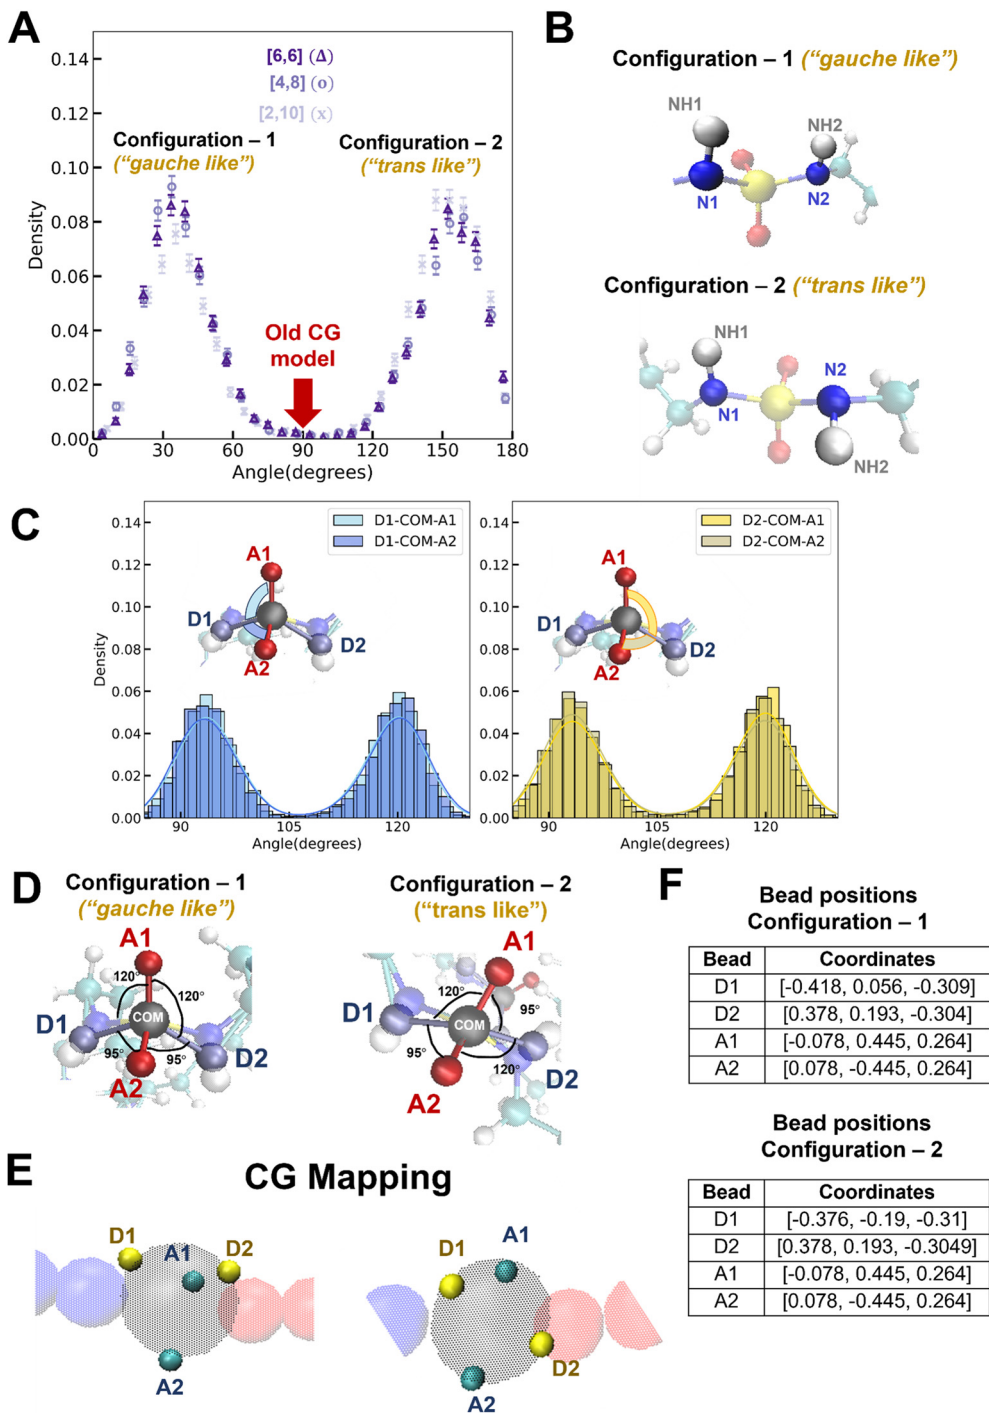 A
0.14
0.12
0.10
0.08
0.06
0.04
0.02
0.00
Density
[6,6] (Δ)
[4,8] (o)
[2,10] (x)
Configuration – 1
(“gauche like”)
Configuration – 2
(“trans like”)
Old CG
model
0 30 60 90 120 150 180
Angle(degrees)
B
Configuration – 1 (“gauche like”)
NH1
NH2
N1
N2
Configuration – 2 (“trans like”)
NH1
N2
N1
NH2
C
0.14
0.12
0.10
0.08
0.06
0.04
0.02
0.00
Density
D1-COM-A1
D1-COM-A2
A1
D1
D2
A2
90 105 120
Angle(degrees)
0.14
0.12
0.10
0.08
0.06
0.04
0.02
0.00
D2-COM-A1
D2-COM-A2
A1
D1
D2
A2
90 105 120
Angle(degrees)
D
Configuration – 1
(“gauche like”)
A1
120°
120°
D1
COM
95°
95°
D2
A2
Configuration – 2
(“trans like”)
A1
120°
95°
D1
COM
95°
120°
D2
A2
E
CG Mapping
D1
A1
D2
A2
D1
A1
D2
A2
F
Bead positions
Configuration – 1
Bead Coordinates
D1 [-0.418, 0.056, -0.309]
D2 [0.378, 0.193, -0.304]
A1 [-0.078, 0.445, 0.264]
A2 [0.078, -0.445, 0.264]
Bead positions
Configuration – 2
Bead Coordinates
D1 [-0.376, -0.19, -0.31]
D2 [0.378, 0.193, -0.3049]
A1 [-0.078, 0.445, 0.264]
A2 [0.078, -0.445, 0.264]